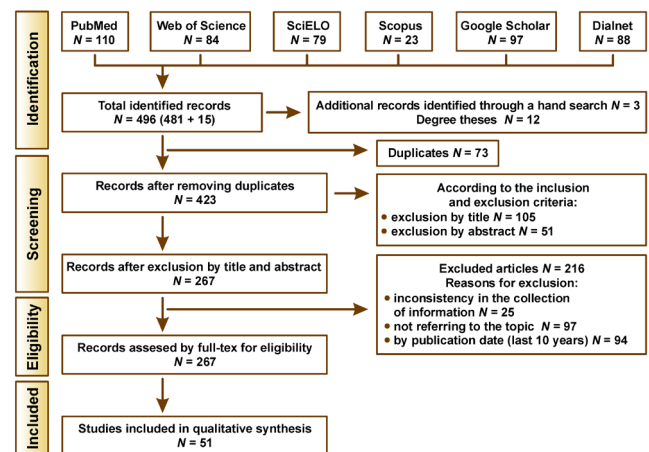 Identification
PubMed
N = 110
Web of Science
N = 84
SciELO
N = 79
Scopus
N = 23
Google Scholar
N = 97
Dialnet
N = 88
Total identified records
N = 496 (481 + 15)
Additional records identified through a hand search N = 3
Degree theses N = 12
Duplicates N = 73
Screening
Records after removing duplicates
N = 423
According to the inclusion
and exclusion criteria:
• exclusion by title N = 105
• exclusion by abstract N = 51
Records after exclusion by title and abstract
N = 267
Excluded articles N = 216
Reasons for exclusion:
• inconsistency in the collection
of information N = 25
• not referring to the topic N = 97
• by publication date (last 10 years) N = 94
Eligibility
Records assesed by full-tex for eligibility
N = 267
Included
Studies included in qualitative synthesis
N = 51